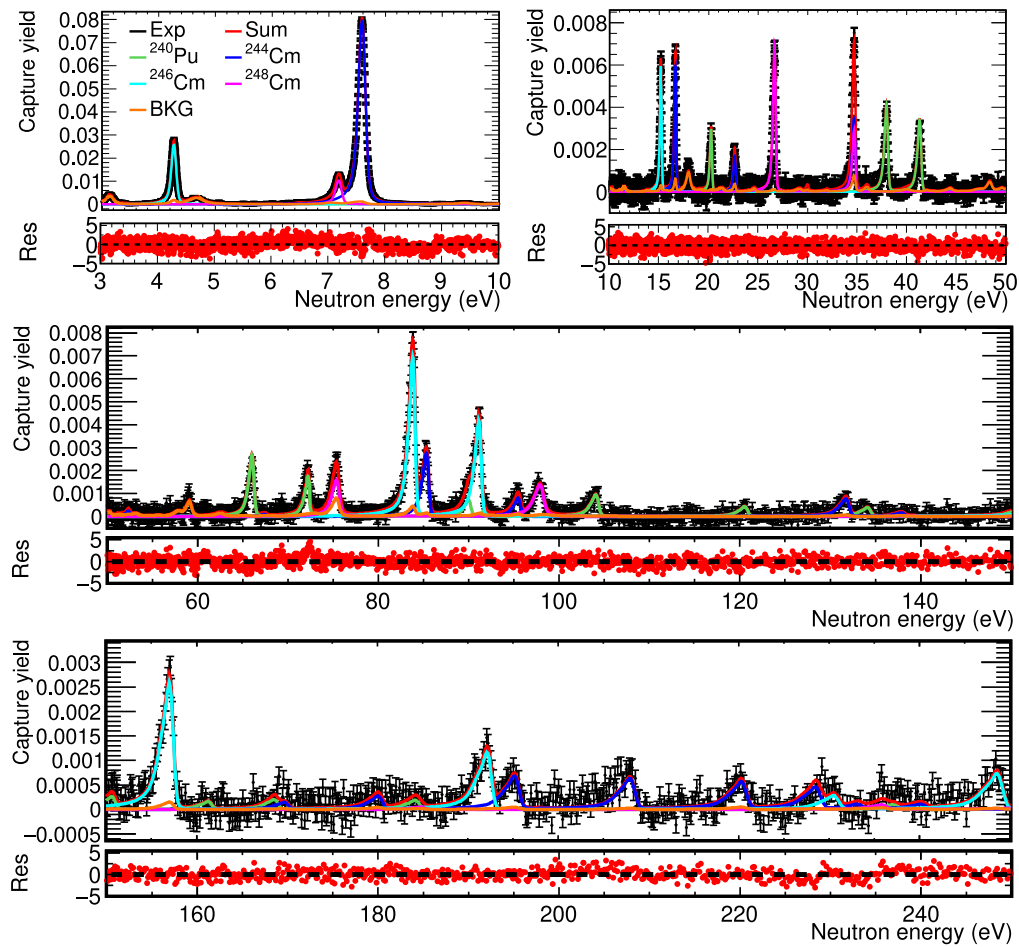 Capture yield
0.08
0.07
0.06
0.05
0.04
0.03
0.02
0.01
0
Exp Sum
²⁴⁰Pu ²⁴⁴Cm
²⁴⁶Cm ²⁴⁸Cm
BKG
Res
5
0
−5
3 4 5 6 7 8 9 10
Neutron energy (eV)
Capture yield
0.008
0.006
0.004
0.002
0
Res
5
0
−5
10 15 20 25 30 35 40 45 50
Neutron energy (eV)
Capture yield
0.008
0.007
0.006
0.005
0.004
0.003
0.002
0.001
0
Res
5
0
−5
60 80 100 120 140
Neutron energy (eV)
Capture yield
0.003
0.0025
0.002
0.0015
0.001
0.0005
0
−0.0005
Res
5
0
−5
160 180 200 220 240
Neutron energy (eV)